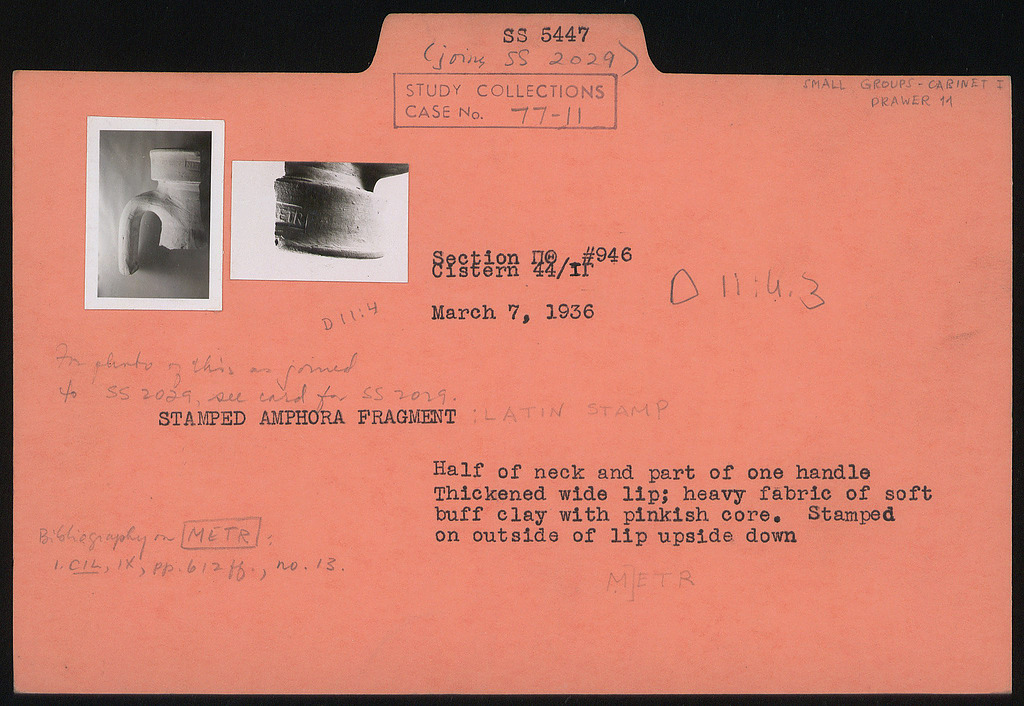 SS 5447
(joins SS 2029)
STUDY COLLECTIONS
CASE No. 77-11
SMALL GROUPS - CABINET I
DRAWER 11
METR
Section ΠΘ #946
Cistern 44/ΙΓ
March 7, 1936
D 11:4.3
D 11:4
For photo of this as joined
to SS 2029, see card for SS 2029.
STAMPED AMPHORA FRAGMENT : LATIN STAMP
Half of neck and part of one handle
Thickened wide lip; heavy fabric of soft
buff clay with pinkish core. Stamped
on outside of lip upside down
M]ETR
Bibliography on METR :
1. CIL, IX, pp. 612 ff., no. 13.